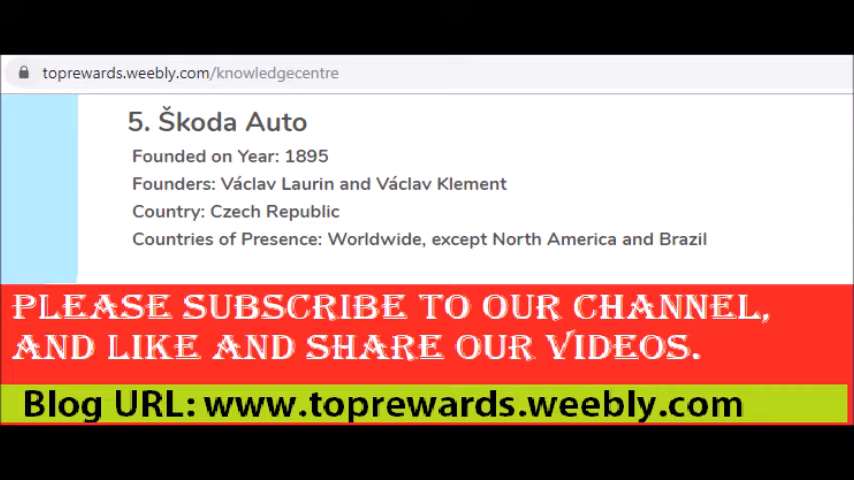 toprewards.weebly.com/knowledgecentre
5. Škoda Auto
Founded on Year: 1895
Founders: Václav Laurin and Václav Klement
Country: Czech Republic
Countries of Presence: Worldwide, except North America and Brazil
PLEASE SUBSCRIBE TO OUR CHANNEL,
AND LIKE AND SHARE OUR VIDEOS.
Blog URL: www.toprewards.weebly.com